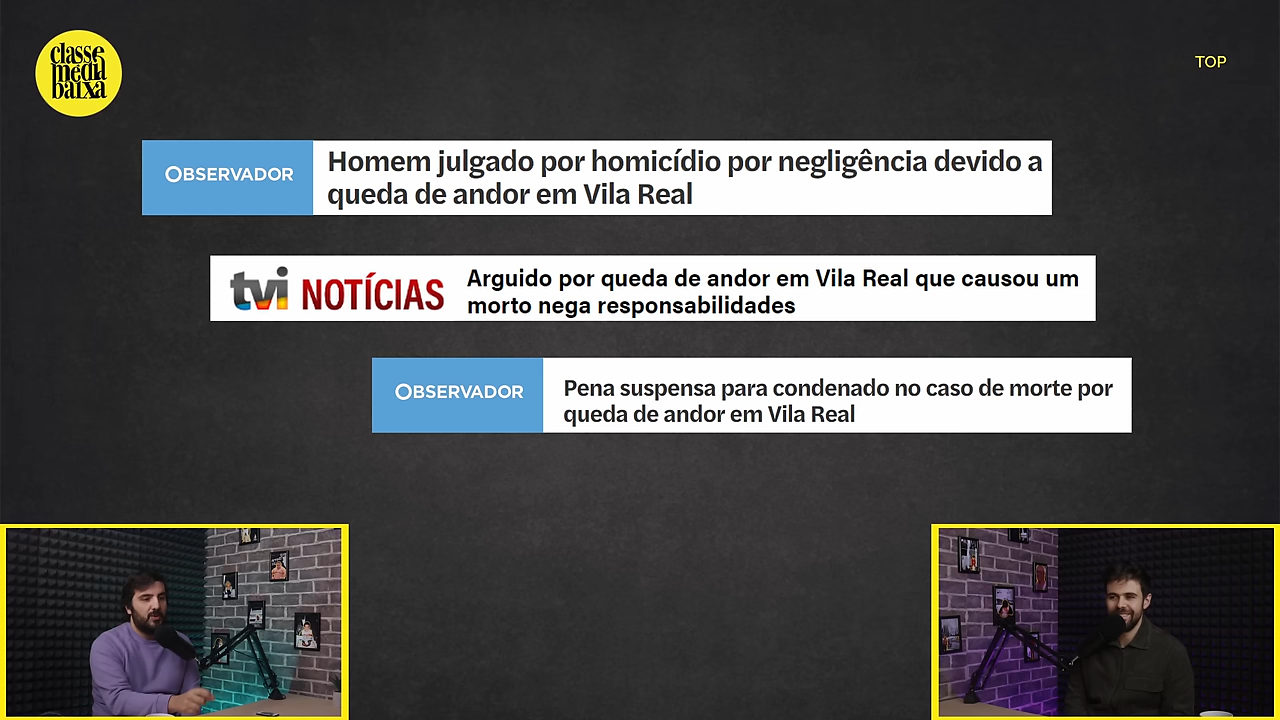 classe
média
baixa
TOP
OBSERVADOR
Homem julgado por homicídio por negligência devido a
queda de andor em Vila Real
tvi NOTÍCIAS
Arguido por queda de andor em Vila Real que causou um
morto nega responsabilidades
OBSERVADOR
Pena suspensa para condenado no caso de morte por
queda de andor em Vila Real